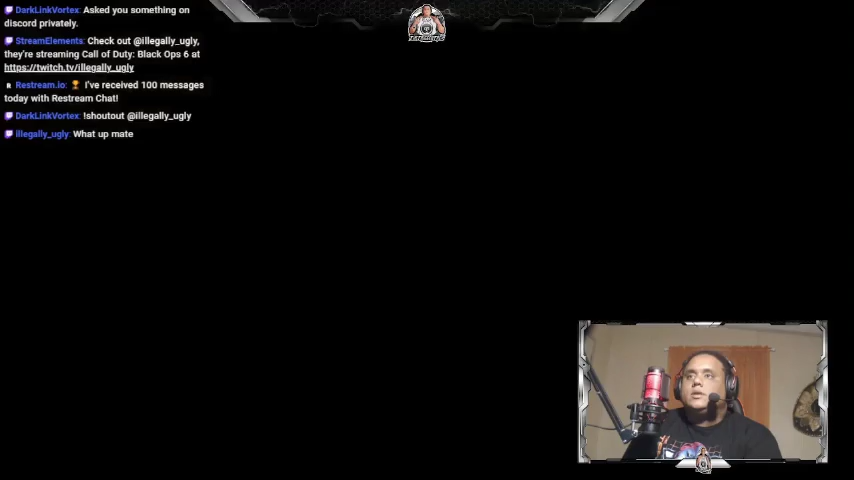 DarkLinkVortex: Asked you something on
discord privately.
StreamElements: Check out @illegally_ugly,
they're streaming Call of Duty: Black Ops 6 at
https://twitch.tv/illegally_ugly
Restream.io: 🏆 I've received 100 messages
today with Restream Chat!
DarkLinkVortex: !shoutout @illegally_ugly
illegally_ugly: What up mate